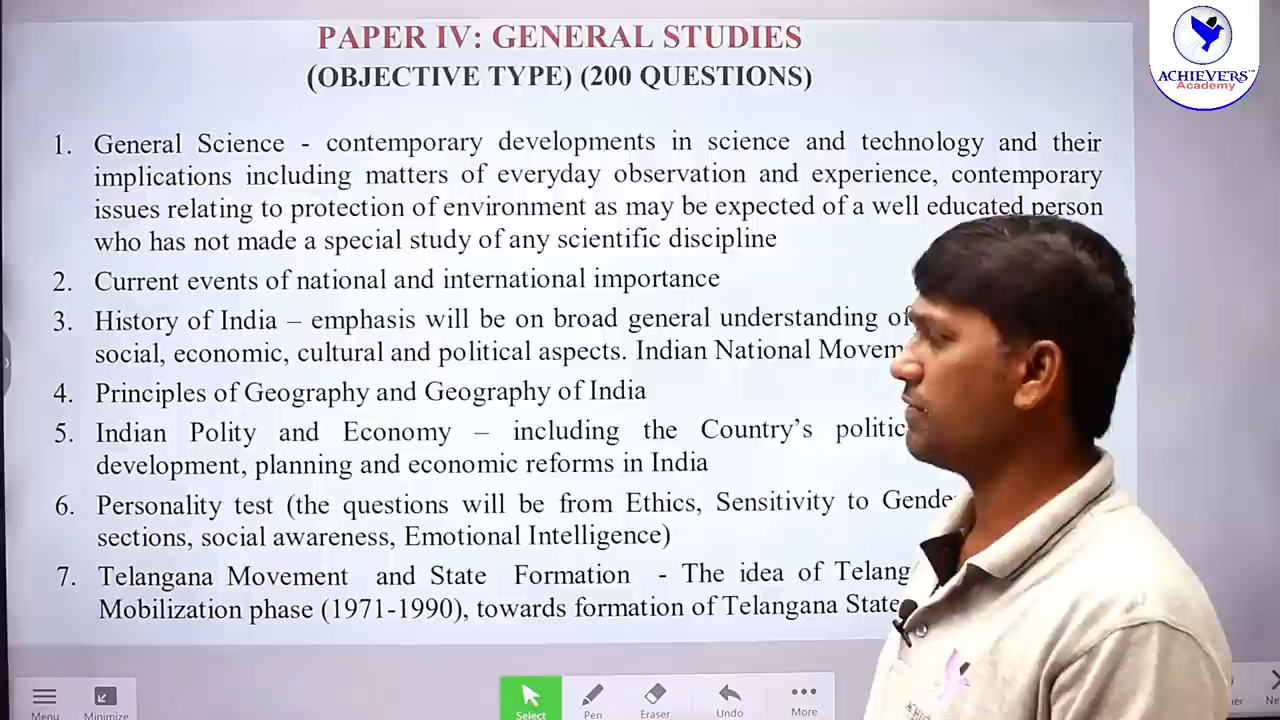 PAPER IV: GENERAL STUDIES
(OBJECTIVE TYPE) (200 QUESTIONS)
ACHIEVERS™
Academy
1. General Science - contemporary developments in science and technology and their
implications including matters of everyday observation and experience, contemporary
issues relating to protection of environment as may be expected of a well educated person
who has not made a special study of any scientific discipline
2. Current events of national and international importance
3. History of India – emphasis will be on broad general understanding of
social, economic, cultural and political aspects. Indian National Movem
4. Principles of Geography and Geography of India
5. Indian Polity and Economy – including the Country’s politic
development, planning and economic reforms in India
6. Personality test (the questions will be from Ethics, Sensitivity to Gende
sections, social awareness, Emotional Intelligence)
7. Telangana Movement and State Formation - The idea of Telang
Mobilization phase (1971-1990), towards formation of Telangana State
Menu Minimize Select Pen Eraser Undo More